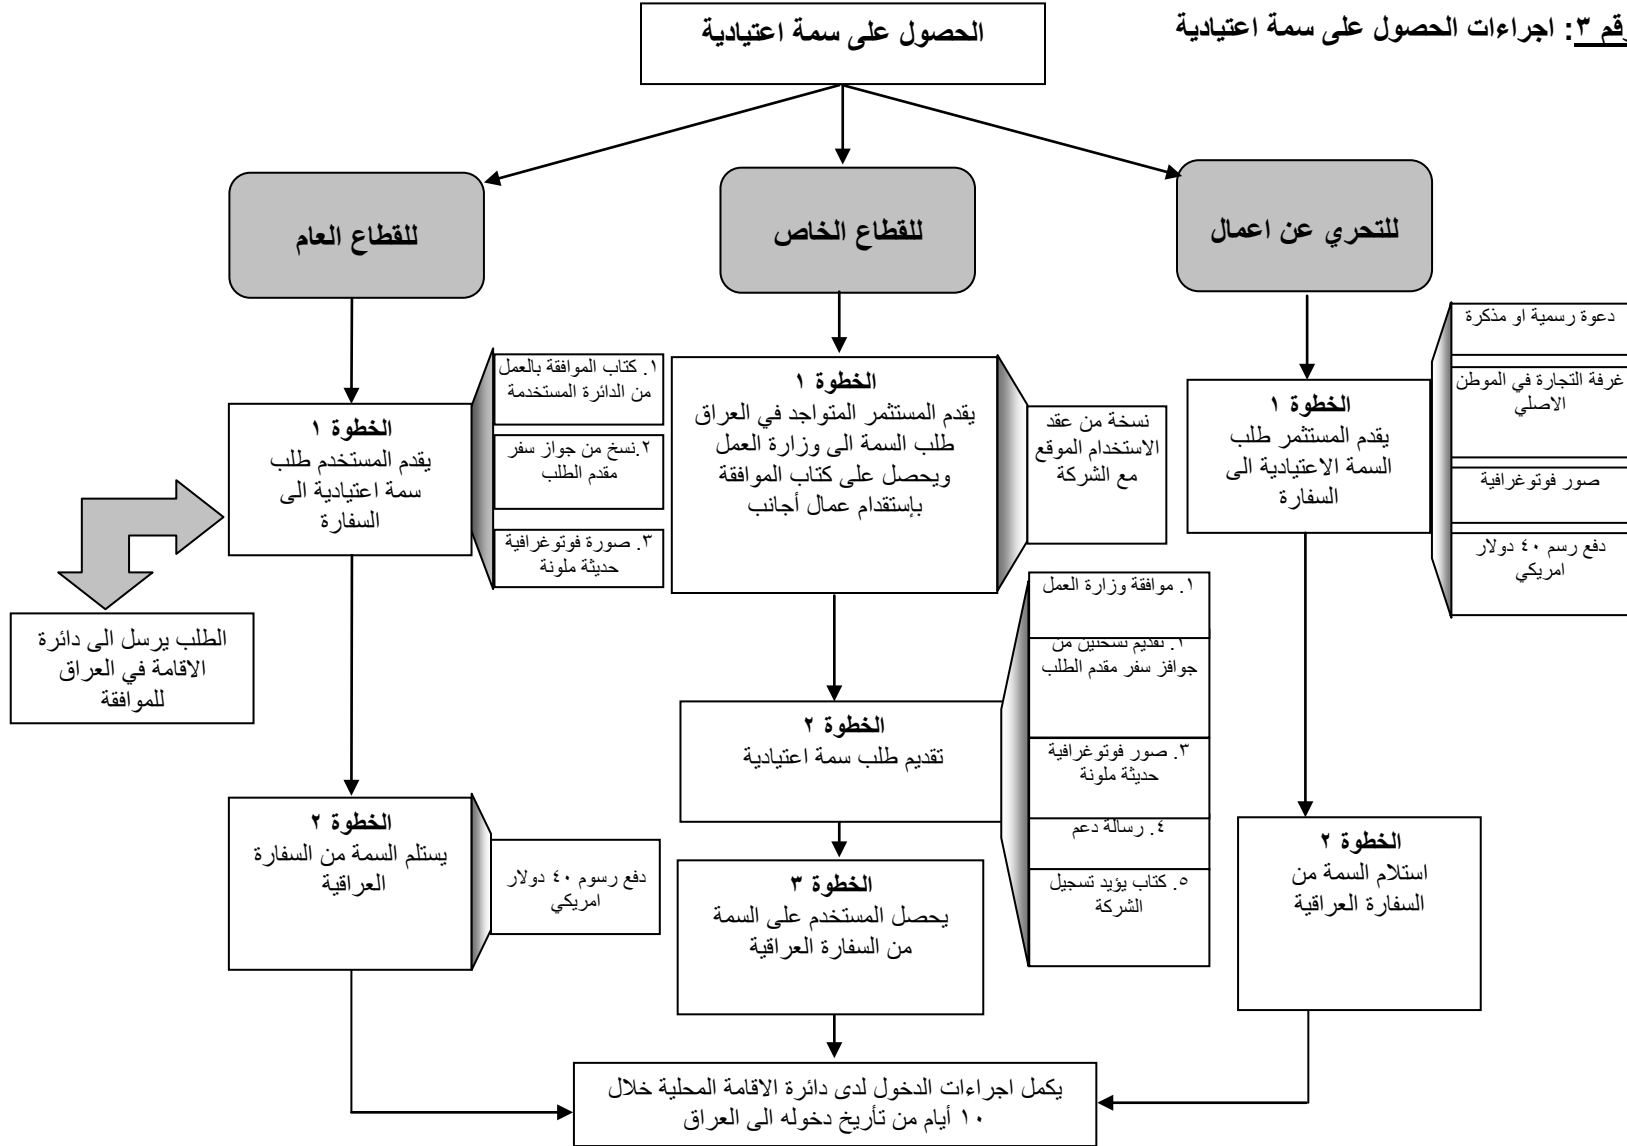 رقم ٣: اجراءات الحصول على سمة اعتيادية
الحصول على سمة اعتيادية
للتحري عن اعمال
للقطاع الخاص
للقطاع العام
دعوة رسمية او مذكرة
غرفة التجارة في الموطن
الاصلي
صور فوتوغرافية
دفع رسم ٤٠ دولار
امريكي
الخطوة ١
يقدم المستثمر طلب
السمة الاعتيادية الى
السفارة
الخطوة ٢
استلام السمة من
السفارة العراقية
الخطوة ١
يقدم المستثمر المتواجد في العراق
طلب السمة الى وزارة العمل
ويحصل على كتاب الموافقة
بإستقدام عمال أجانب
نسخة من عقد
الاستخدام الموقع
مع الشركة
الخطوة ٢
تقديم طلب سمة اعتيادية
١. موافقة وزارة العمل
٢. تقديم نسختين من
جوافز سفر مقدم الطلب
٣. صور فوتوغرافية
حديثة ملونة
٤. رسالة دعم
٥. كتاب يؤيد تسجيل
الشركة
الخطوة ٣
يحصل المستخدم على السمة
من السفارة العراقية
الخطوة ١
يقدم المستخدم طلب
سمة اعتيادية الى
السفارة
١. كتاب الموافقة بالعمل
من الدائرة المستخدمة
٢.نسخ من جواز سفر
مقدم الطلب
٣. صورة فوتوغرافية
حديثة ملونة
الطلب يرسل الى دائرة
الاقامة في العراق
للموافقة
الخطوة ٢
يستلم السمة من السفارة
العراقية
دفع رسوم ٤٠ دولار
امريكي
يكمل اجراءات الدخول لدى دائرة الاقامة المحلية خلال
١٠ أيام من تأريخ دخوله الى العراق